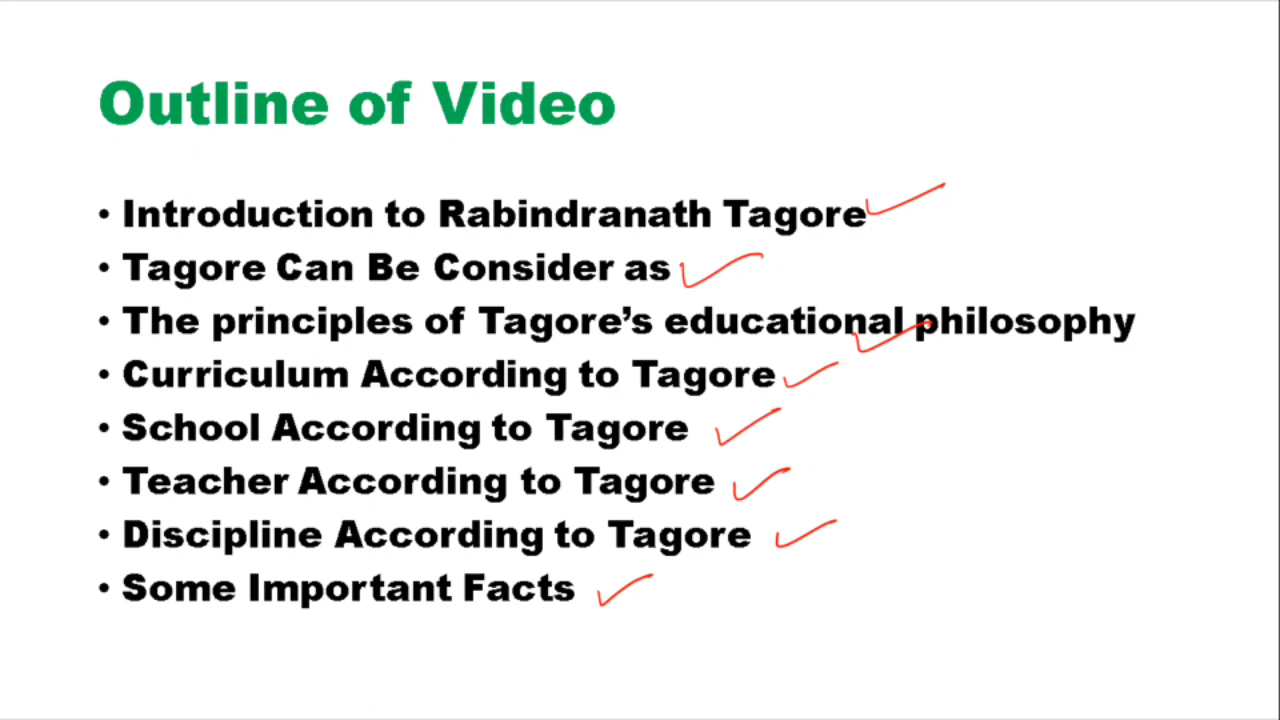 Outline of Video
• Introduction to Rabindranath Tagore
• Tagore Can Be Consider as
• The principles of Tagore’s educational philosophy
• Curriculum According to Tagore
• School According to Tagore
• Teacher According to Tagore
• Discipline According to Tagore
• Some Important Facts